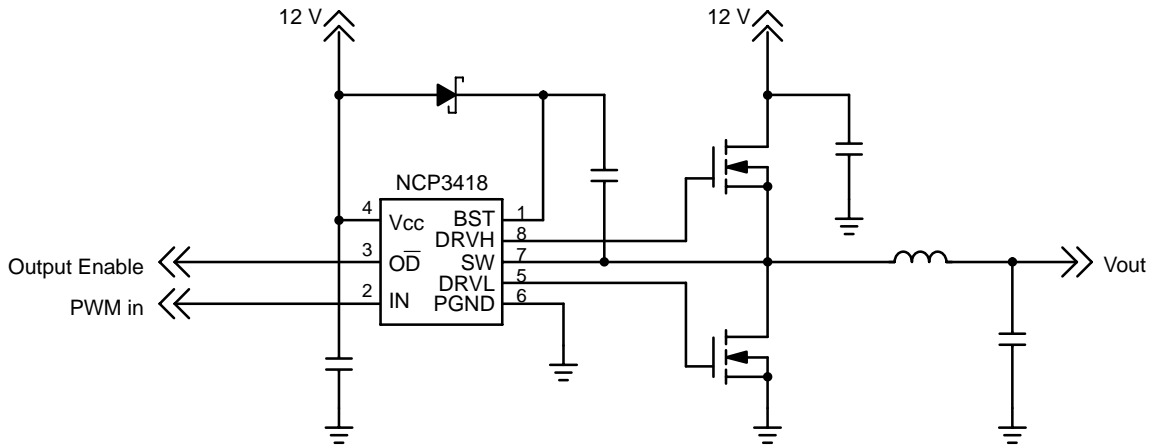 12 V
12 V
NCP3418
4
Vcc
BST
1
DRVH
8
Output Enable
3
OD̅
SW
7
DRVL
5
PWM in
2
IN
PGND
6
Vout